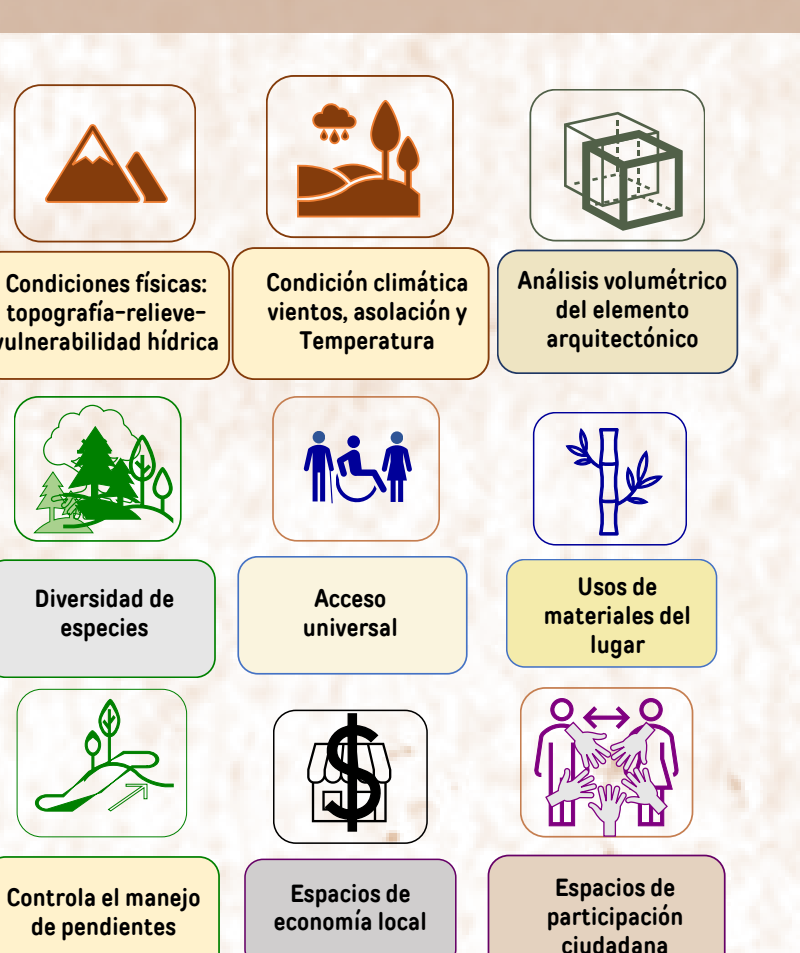 Condiciones físicas:
topografía-relieve-
vulnerabilidad hídrica
Condición climática
vientos, asolación y
Temperatura
Análisis volumétrico
del elemento
arquitectónico
Diversidad de
especies
Acceso
universal
Usos de
materiales del
lugar
Controla el manejo
de pendientes
$
Espacios de
economía local
Espacios de
participación
ciudadana